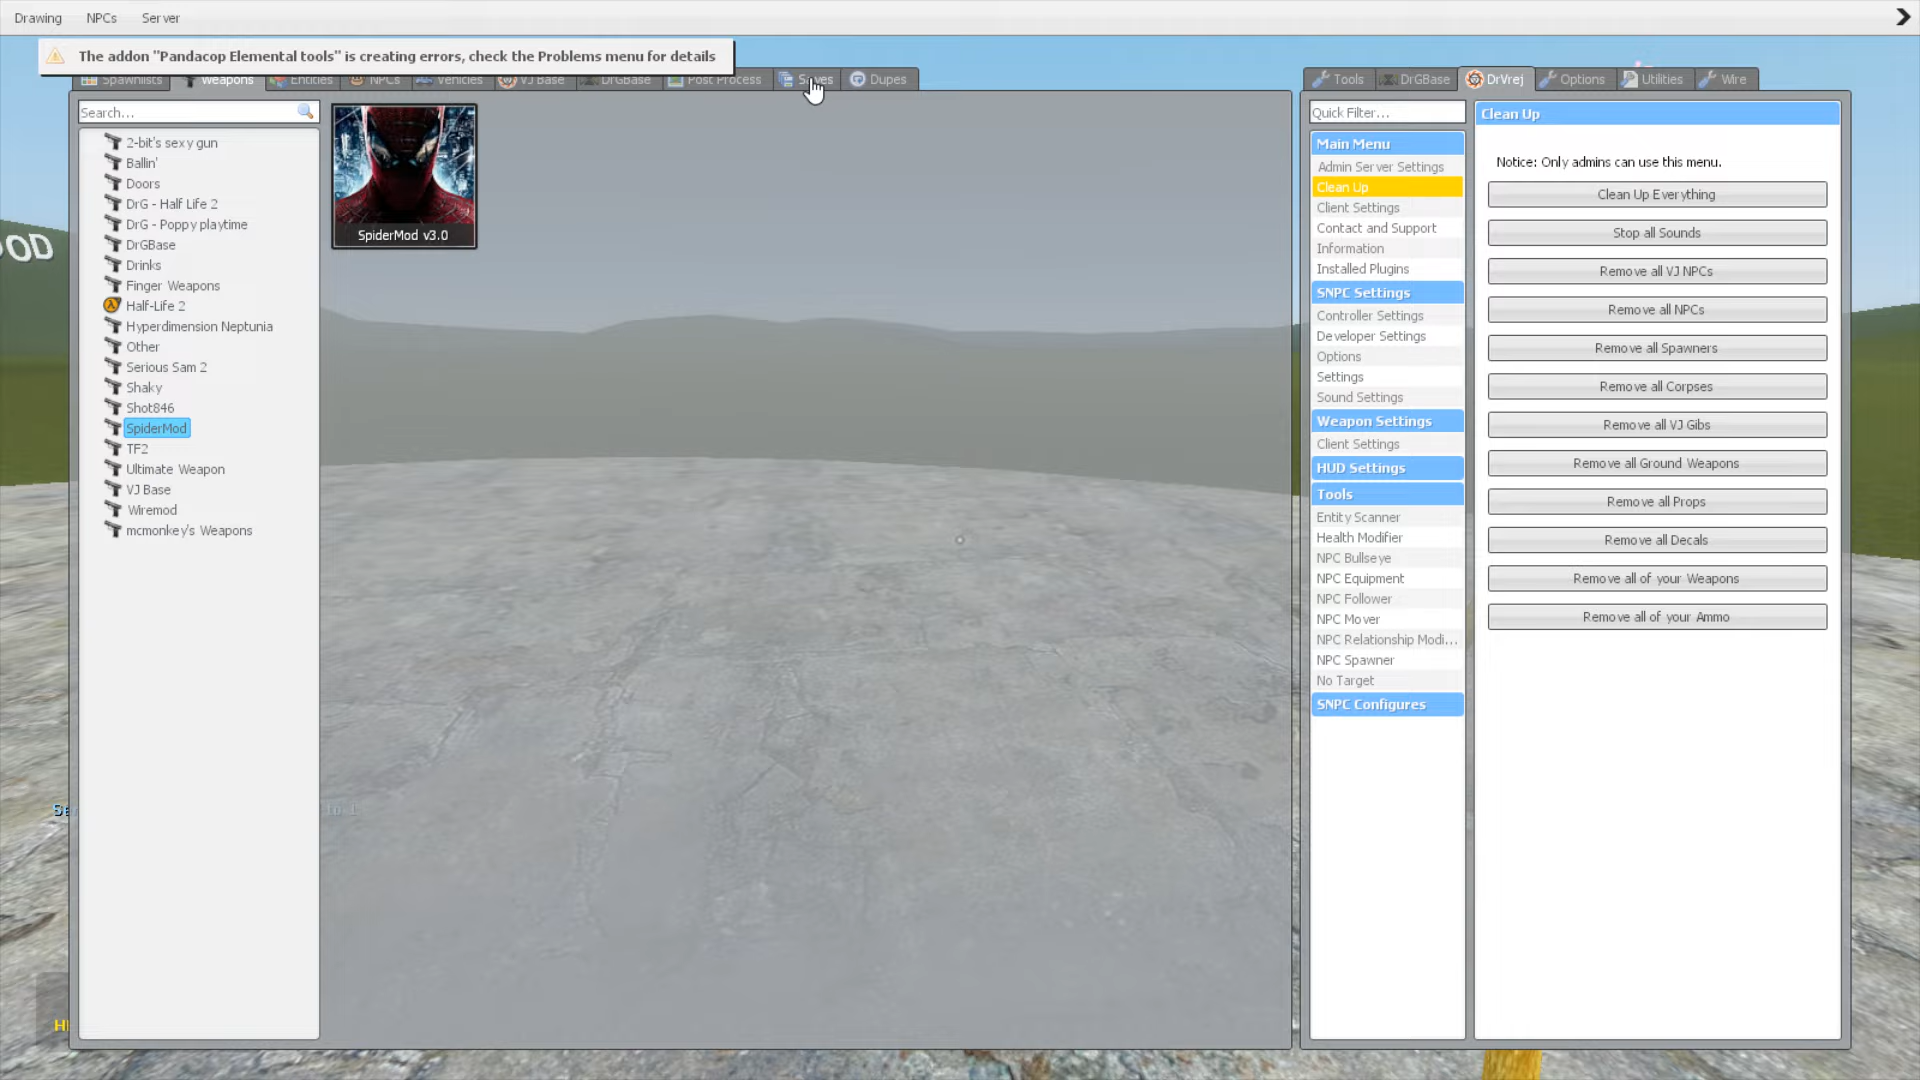 Drawing NPCs Server
The addon "Pandacop Elemental tools" is creating errors, check the Problems menu for details
Spawnlists Weapons Entities NPCs Vehicles VJ Base DrGBase Post Process Saves Dupes
Search...
2-bit's sexy gun
Ballin'
Doors
DrG - Half Life 2
DrG - Poppy playtime
DrGBase
Drinks
Finger Weapons
Half-Life 2
Hyperdimension Neptunia
Other
Serious Sam 2
Shaky
Shot846
SpiderMod
TF2
Ultimate Weapon
VJ Base
Wiremod
mcmonkey's Weapons
SpiderMod v3.0
Tools DrGBase DrVrej Options Utilities Wire
Quick Filter...
Main Menu
Admin Server Settings
Clean Up
Client Settings
Contact and Support
Information
Installed Plugins
SNPC Settings
Controller Settings
Developer Settings
Options
Settings
Sound Settings
Weapon Settings
Client Settings
HUD Settings
Tools
Entity Scanner
Health Modifier
NPC Bullseye
NPC Equipment
NPC Follower
NPC Mover
NPC Relationship Modi...
NPC Spawner
No Target
SNPC Configures
Clean Up
Notice: Only admins can use this menu.
Clean Up Everything
Stop all Sounds
Remove all VJ NPCs
Remove all NPCs
Remove all Spawners
Remove all Corpses
Remove all VJ Gibs
Remove all Ground Weapons
Remove all Props
Remove all Decals
Remove all of your Weapons
Remove all of your Ammo